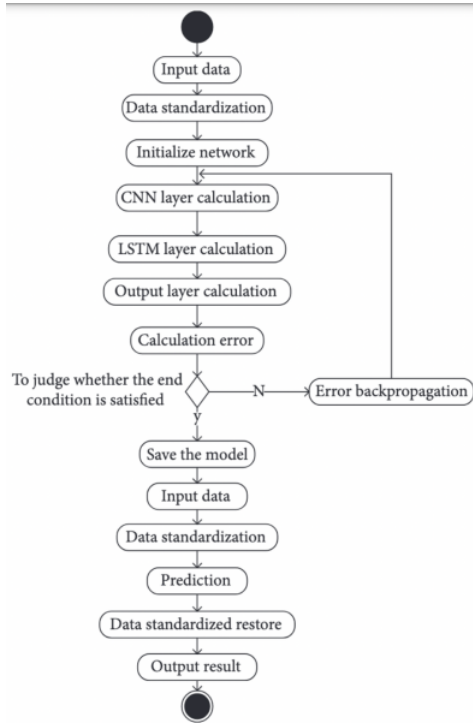 Input data
Data standardization
Initialize network
CNN layer calculation
LSTM layer calculation
Output layer calculation
Calculation error
To judge whether the end
condition is satisfied
N
Error backpropagation
y
Save the model
Input data
Data standardization
Prediction
Data standardized restore
Output result